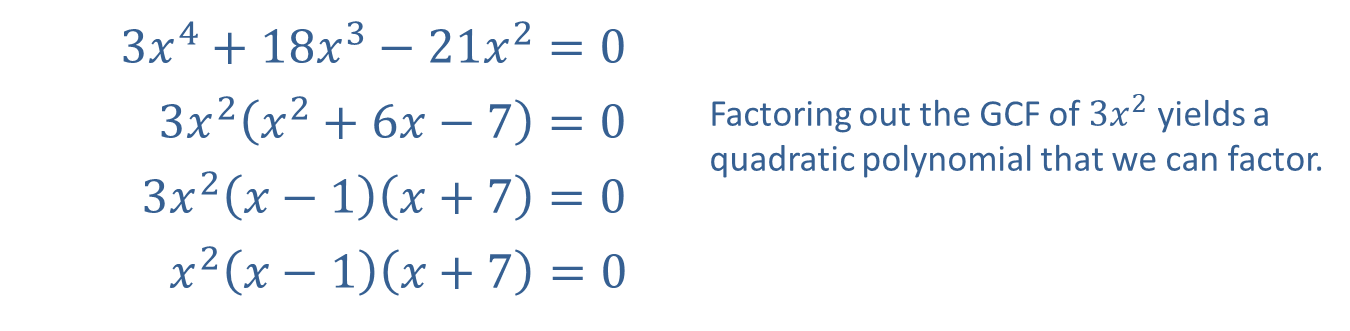 3x⁴ + 18x³ − 21x² = 0
3x²(x² + 6x − 7) = 0
Factoring out the GCF of 3x² yields a
quadratic polynomial that we can factor.
3x²(x − 1)(x + 7) = 0
x²(x − 1)(x + 7) = 0